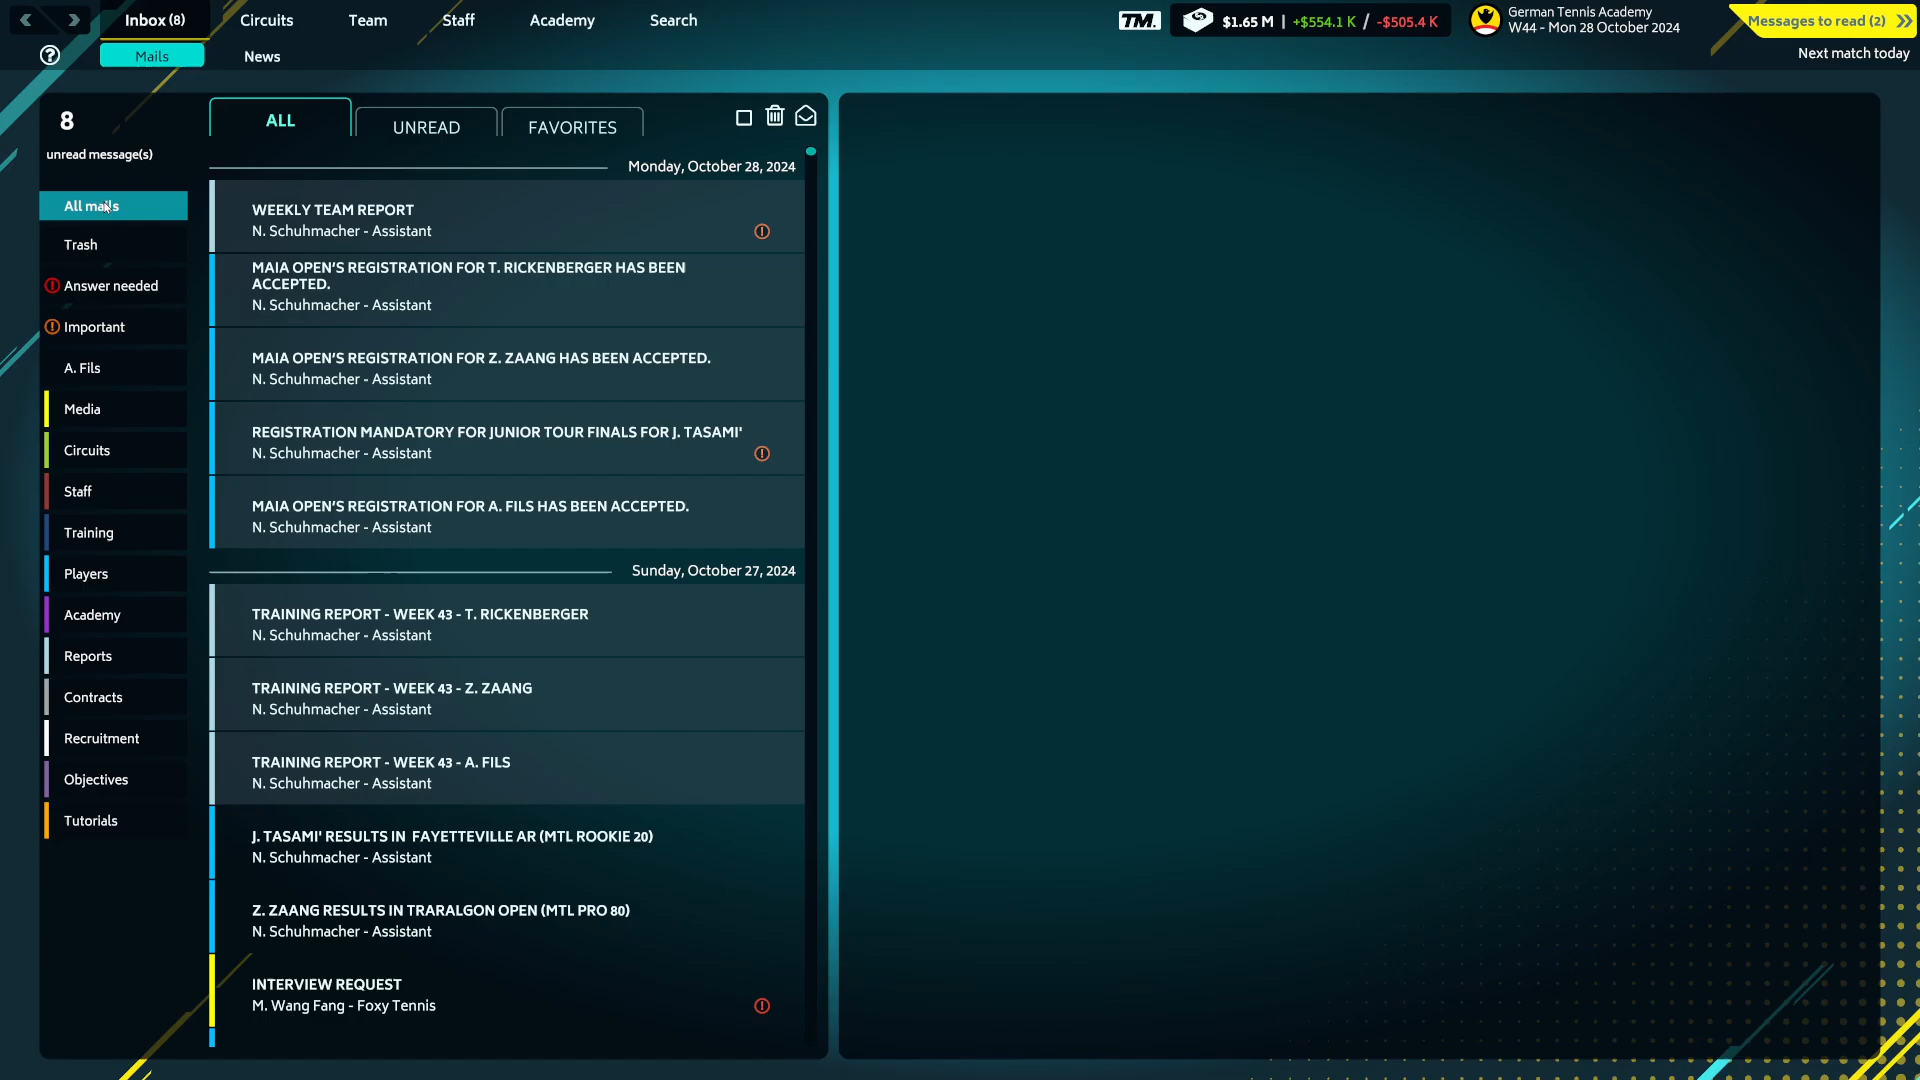 Inbox (8)
Circuits
Team
Staff
Academy
Search
TM.
$1.65 M | +$554.1 K / -$505.4 K
German Tennis Academy
W44 - Mon 28 October 2024
Messages to read (2)
Next match today
?
Mails
News
8
unread message(s)
All mails
Trash
Answer needed
Important
A. Fils
Media
Circuits
Staff
Training
Players
Academy
Reports
Contracts
Recruitment
Objectives
Tutorials
ALL
UNREAD
FAVORITES
Monday, October 28, 2024
WEEKLY TEAM REPORT
N. Schuhmacher - Assistant
MAIA OPEN'S REGISTRATION FOR T. RICKENBERGER HAS BEEN
ACCEPTED.
N. Schuhmacher - Assistant
MAIA OPEN'S REGISTRATION FOR Z. ZAANG HAS BEEN ACCEPTED.
N. Schuhmacher - Assistant
REGISTRATION MANDATORY FOR JUNIOR TOUR FINALS FOR J. TASAMI'
N. Schuhmacher - Assistant
MAIA OPEN'S REGISTRATION FOR A. FILS HAS BEEN ACCEPTED.
N. Schuhmacher - Assistant
Sunday, October 27, 2024
TRAINING REPORT - WEEK 43 - T. RICKENBERGER
N. Schuhmacher - Assistant
TRAINING REPORT - WEEK 43 - Z. ZAANG
N. Schuhmacher - Assistant
TRAINING REPORT - WEEK 43 - A. FILS
N. Schuhmacher - Assistant
J. TASAMI' RESULTS IN FAYETTEVILLE AR (MTL ROOKIE 20)
N. Schuhmacher - Assistant
Z. ZAANG RESULTS IN TRARALGON OPEN (MTL PRO 80)
N. Schuhmacher - Assistant
INTERVIEW REQUEST
M. Wang Fang - Foxy Tennis